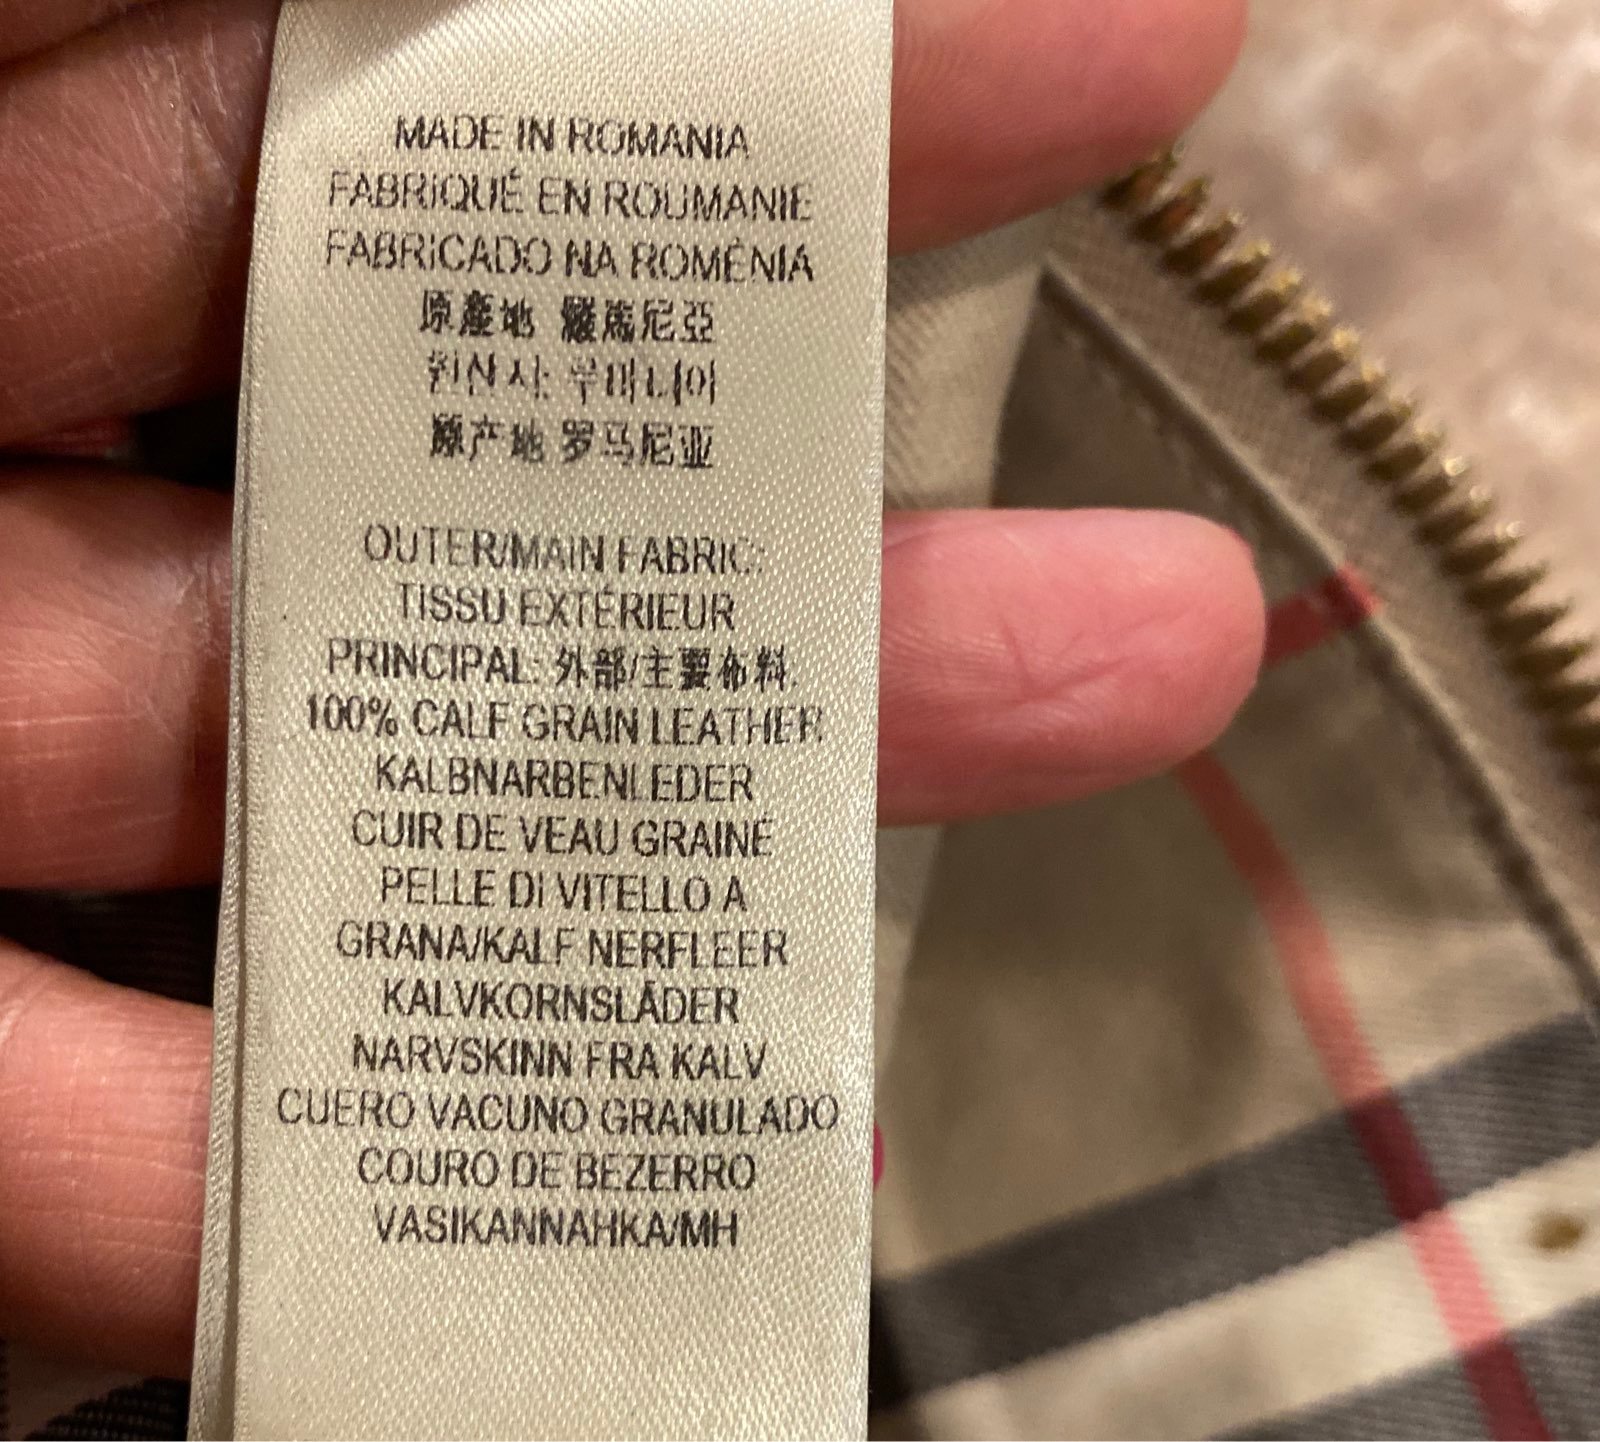 MADE IN ROMANIA
FABRIQUÉ EN ROUMANIE
FABRICADO NA ROMÉNIA
原產地 羅馬尼亞
원산지: 루마니아
原产地 罗马尼亚
OUTER/MAIN FABRIC:
TISSU EXTÉRIEUR
PRINCIPAL: 外部/主要布料:
100% CALF GRAIN LEATHER
KALBNARBENLEDER
CUIR DE VEAU GRAINÉ
PELLE DI VITELLO A
GRANA/KALF NERFLEER
KALVKORNSLÄDER
NARVSKINN FRA KALV
CUERO VACUNO GRANULADO
COURO DE BEZERRO
VASIKANNAHKA/MH